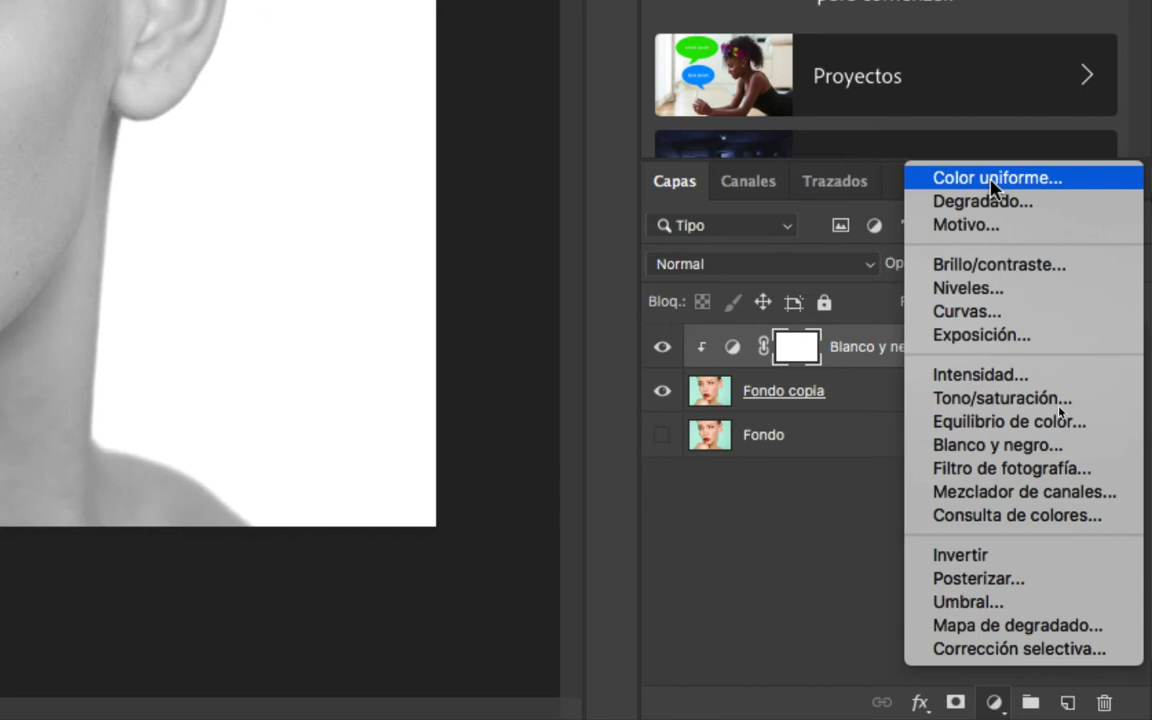 Proyectos
Capas
Canales
Trazados
Tipo
Normal
Op
Bloq.:
Blanco y ne
Fondo copia
Fondo
Color uniforme...
Degradado...
Motivo...
Brillo/contraste...
Niveles...
Curvas...
Exposición...
Intensidad...
Tono/saturación...
Equilibrio de color...
Blanco y negro...
Filtro de fotografía...
Mezclador de canales...
Consulta de colores...
Invertir
Posterizar...
Umbral...
Mapa de degradado...
Corrección selectiva...
fx